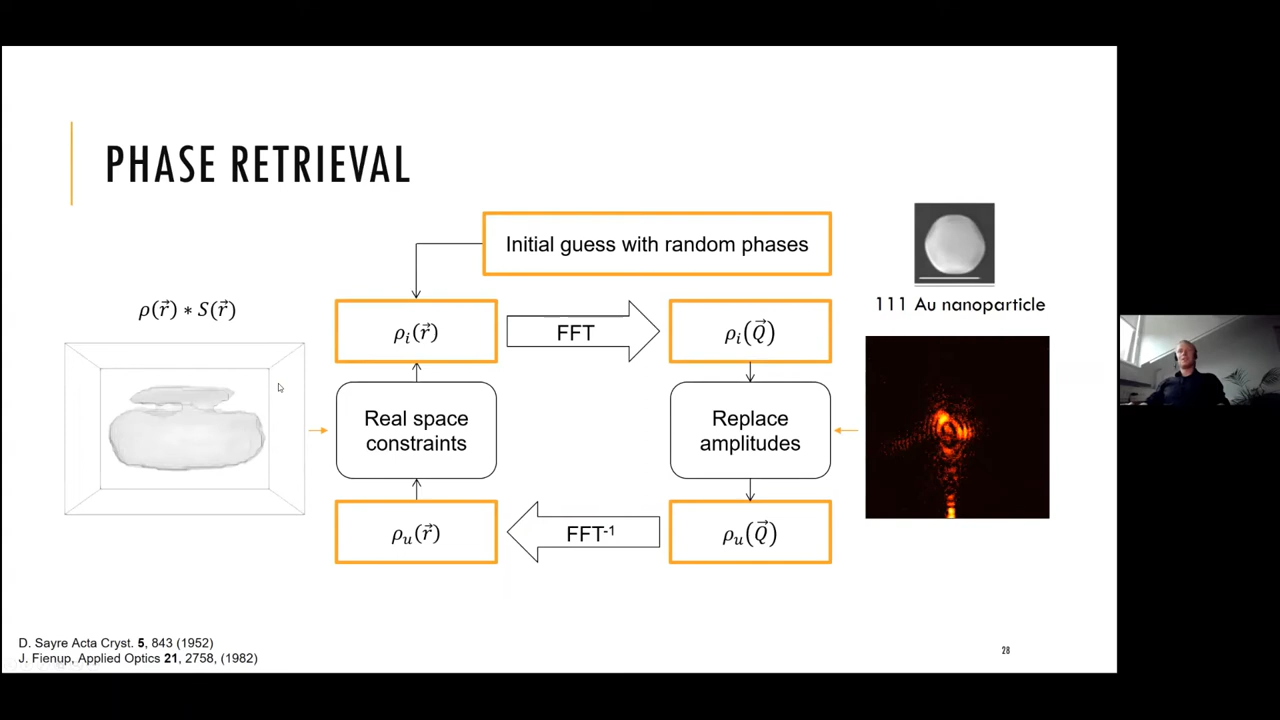 PHASE RETRIEVAL
Initial guess with random phases
111 Au nanoparticle
ρ(r⃗) ∗ S(r⃗)
ρᵢ(r⃗)
FFT
ρᵢ(Q⃗)
Real space
constraints
Replace
amplitudes
ρᵤ(r⃗)
FFT⁻¹
ρᵤ(Q⃗)
D. Sayre Acta Cryst. 5, 843 (1952)
J. Fienup, Applied Optics 21, 2758, (1982)
28